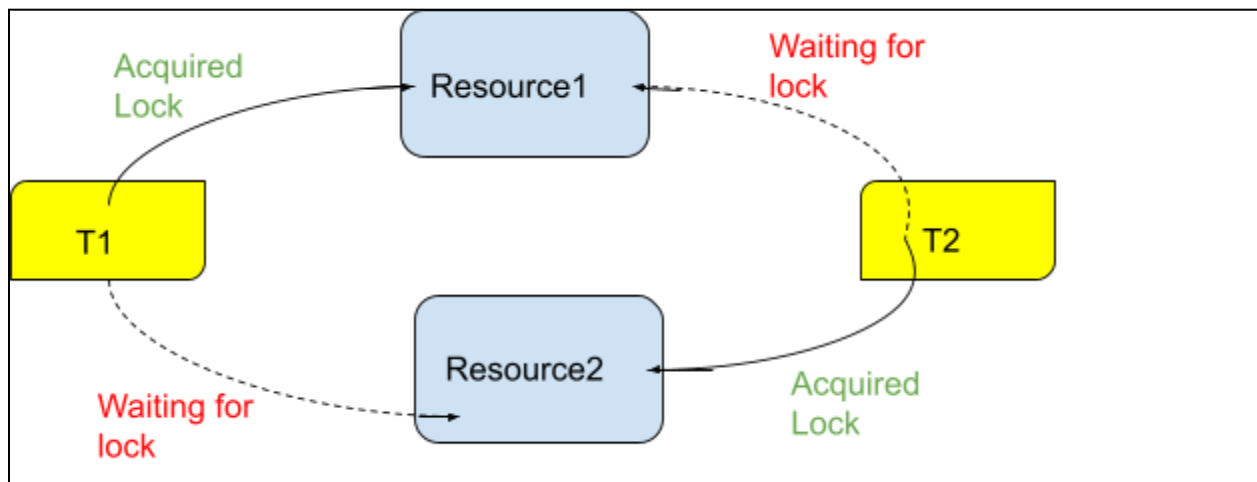 Acquired
Lock
Resource1
Waiting for
lock
T1
T2
Resource2
Waiting for
lock
Acquired
Lock